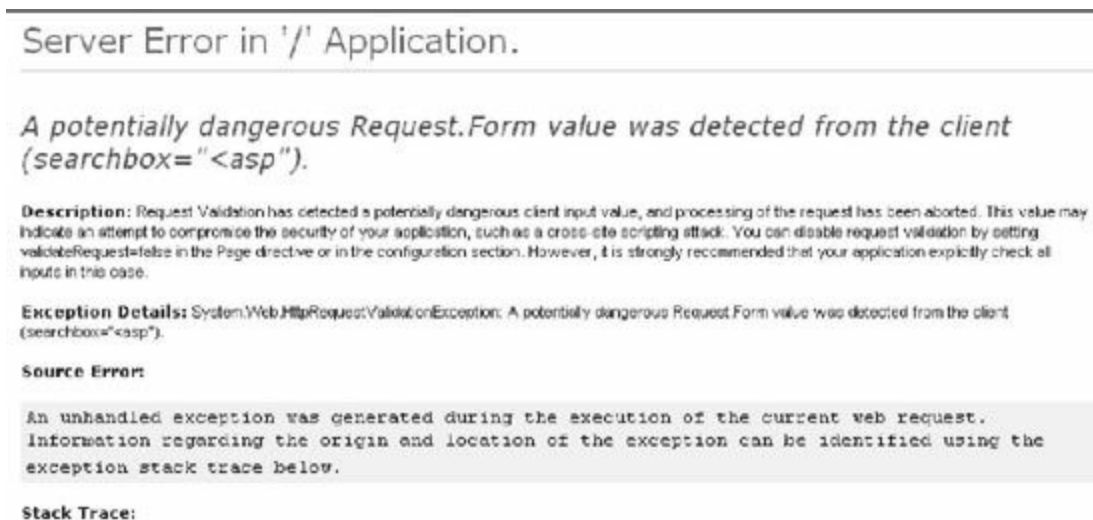 Server Error in '/' Application.
A potentially dangerous Request.Form value was detected from the client
(searchbox="<asp").
Description: Request Validation has detected a potentially dangerous client input value, and processing of the request has been aborted. This value may
indicate an attempt to compromise the security of your application, such as a cross-site scripting attack. You can disable request validation by setting
validateRequest=false in the Page directive or in the configuration section. However, it is strongly recommended that your application explicitly check all
inputs in this case.
Exception Details: System.Web.HttpRequestValidationException: A potentially dangerous Request.Form value was detected from the client
(searchbox="<asp").
Source Error:
An unhandled exception was generated during the execution of the current web request.
Information regarding the origin and location of the exception can be identified using the
exception stack trace below.
Stack Trace: